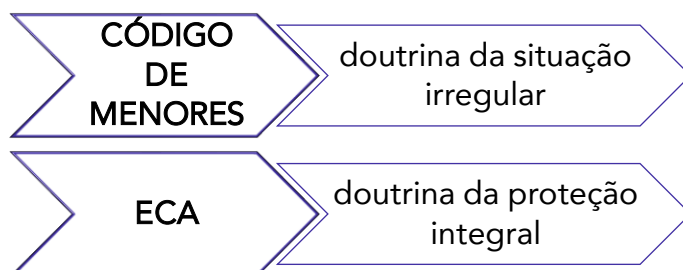 CÓDIGO
DE
MENORES
doutrina da situação
irregular
ECA
doutrina da proteção
integral